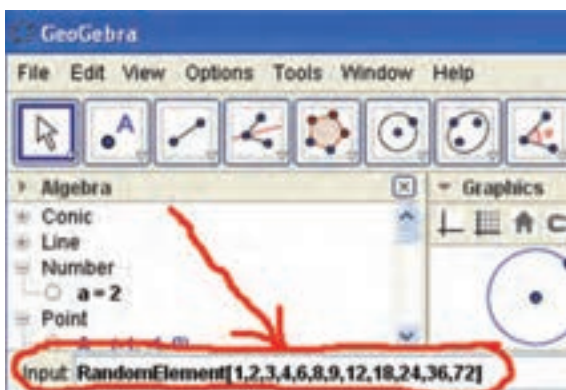 GeoGebra
File Edit View Options Tools Window Help
A
Algebra
Graphics
Conic
Line
Number
a = 2
Point
Input: RandomElement[1,2,3,4,6,8,9,12,18,24,36,72]